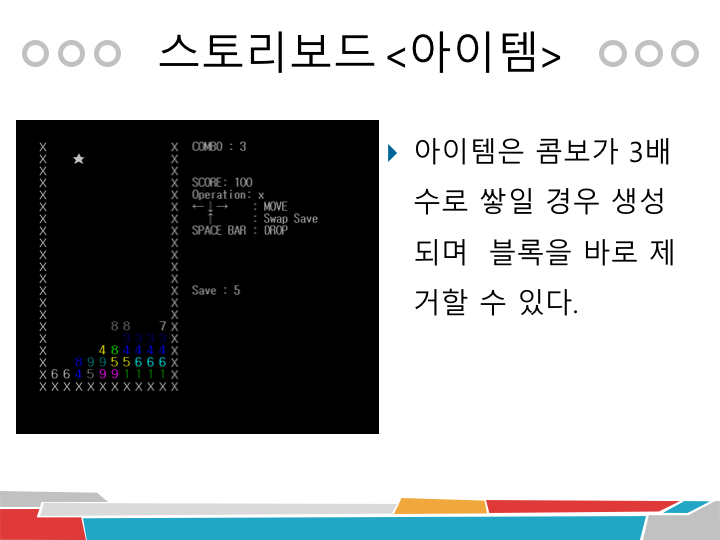 스토리보드 <아이템>
X X COMBO : 3
X ★ X
X X
X X SCORE: 100
X X Operation: x
X X ←↓→ : MOVE
X X ↑ : Swap Save
X X SPACE BAR : DROP
X X
X X
X X
X X
X X Save : 5
X X
X X
X 8 8 7 X
X 3 3 3 3 X
X 4 8 4 4 4 4 X
X 8 9 9 5 5 6 6 6 X
X 6 6 4 5 9 9 1 1 1 1 X
X X X X X X X X X X X X
아이템은 콤보가 3배
수로 쌓일 경우 생성
되며 블록을 바로 제
거할 수 있다.